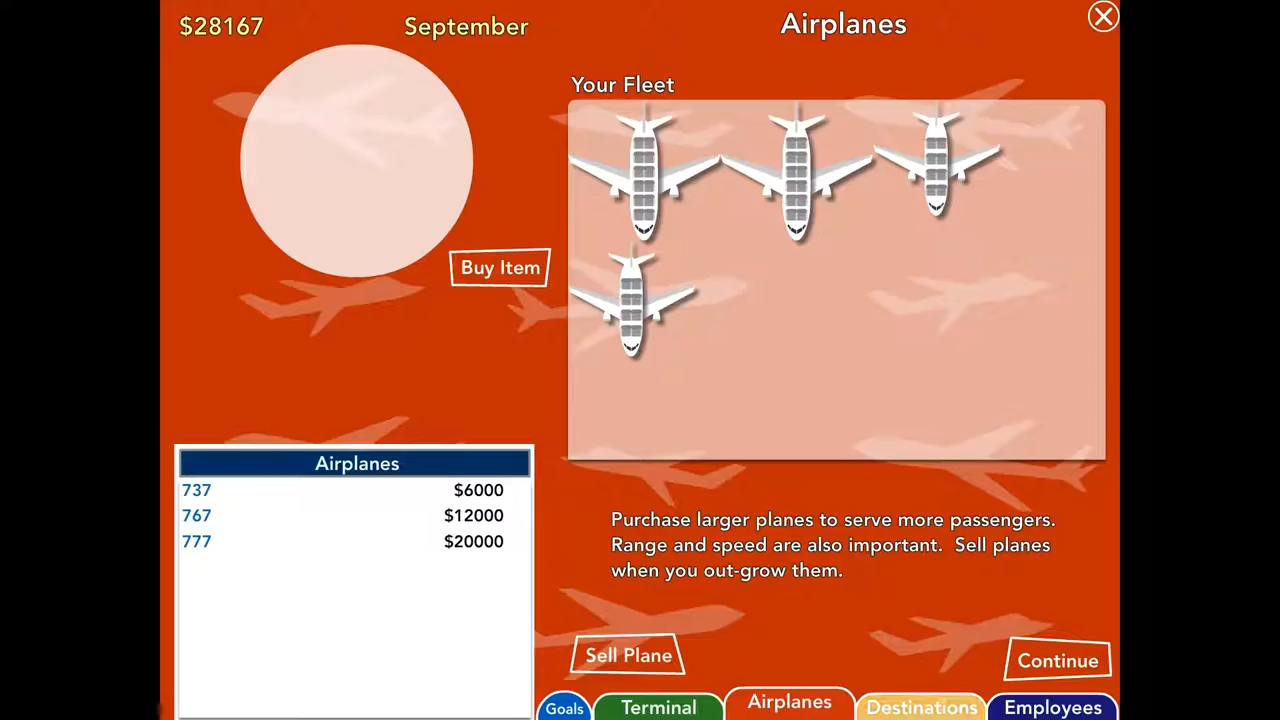 $28167
September
Airplanes
Your Fleet
Buy Item
Airplanes
737 $6000
767 $12000
777 $20000
Purchase larger planes to serve more passengers.
Range and speed are also important. Sell planes
when you out-grow them.
Sell Plane
Continue
Goals
Terminal
Airplanes
Destinations
Employees